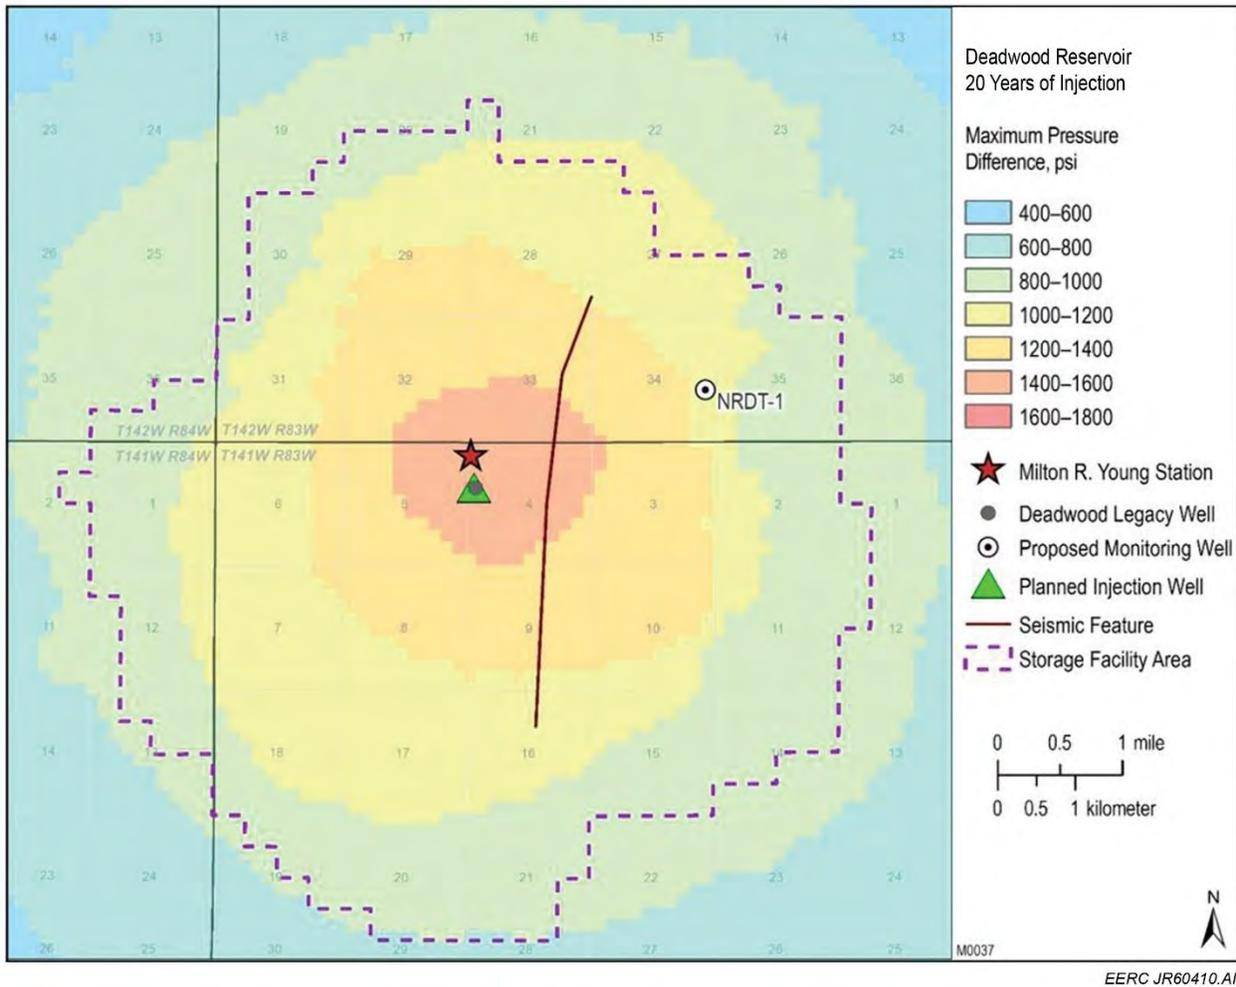 14 13 18 17 16 15 14 13
23 24 19 20 21 22 23 24
25 30 29 28 27 26
35 36 31 32 33 34 35 36
NRDT-1
T142W R84W T142W R83W
T141W R84W T141W R83W
2 1 6 5 4 3 2 1
11 12 7 8 9 10 11 12
14 13 18 17 16 15 14 13
23 24 19 20 21 22 23 24
26 25 30 29 28 27 26 25
Deadwood Reservoir
20 Years of Injection
Maximum Pressure
Difference, psi
400–600
600–800
800–1000
1000–1200
1200–1400
1400–1600
1600–1800
Milton R. Young Station
Deadwood Legacy Well
Proposed Monitoring Well
Planned Injection Well
Seismic Feature
Storage Facility Area
0 0.5 1 mile
0 0.5 1 kilometer
N
M0037
EERC JR60410.AI